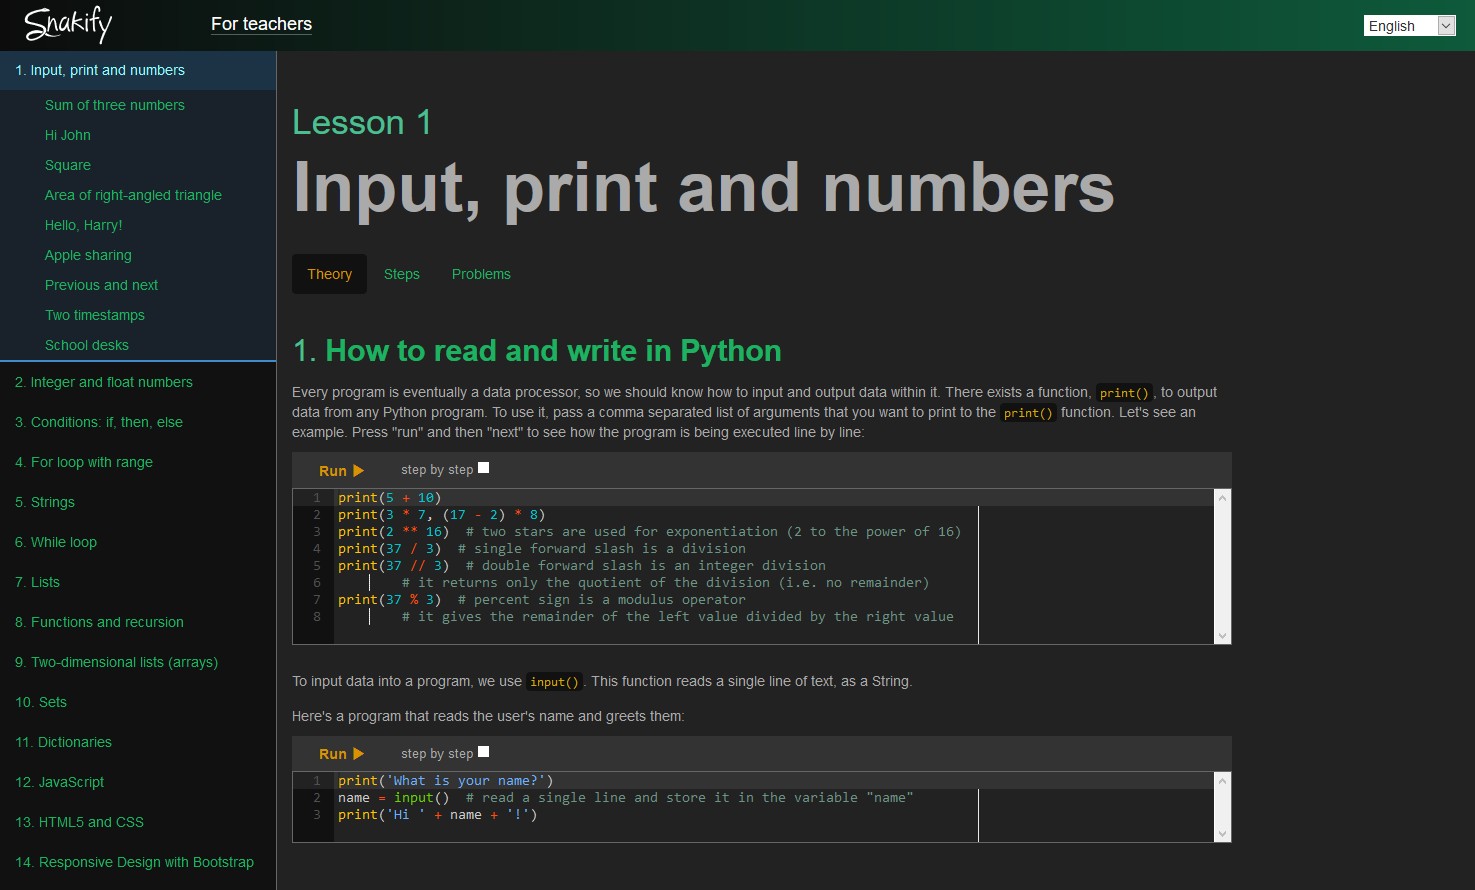 Snakify
For teachers
English
1. Input, print and numbers
Sum of three numbers
Hi John
Square
Area of right-angled triangle
Hello, Harry!
Apple sharing
Previous and next
Two timestamps
School desks
2. Integer and float numbers
3. Conditions: if, then, else
4. For loop with range
5. Strings
6. While loop
7. Lists
8. Functions and recursion
9. Two-dimensional lists (arrays)
10. Sets
11. Dictionaries
12. JavaScript
13. HTML5 and CSS
14. Responsive Design with Bootstrap
Lesson 1
Input, print and numbers
Theory Steps Problems
1. How to read and write in Python
Every program is eventually a data processor, so we should know how to input and output data within it. There exists a function, print() , to output
data from any Python program. To use it, pass a comma separated list of arguments that you want to print to the print() function. Let's see an
example. Press "run" and then "next" to see how the program is being executed line by line:
Run step by step
1 print(5 + 10)
2 print(3 * 7, (17 - 2) * 8)
3 print(2 ** 16)  # two stars are used for exponentiation (2 to the power of 16)
4 print(37 / 3)  # single forward slash is a division
5 print(37 // 3)  # double forward slash is an integer division
6         # it returns only the quotient of the division (i.e. no remainder)
7 print(37 % 3)  # percent sign is a modulus operator
8         # it gives the remainder of the left value divided by the right value
To input data into a program, we use input() . This function reads a single line of text, as a String.
Here's a program that reads the user's name and greets them:
Run step by step
1 print('What is your name?')
2 name = input()  # read a single line and store it in the variable "name"
3 print('Hi ' + name + '!')